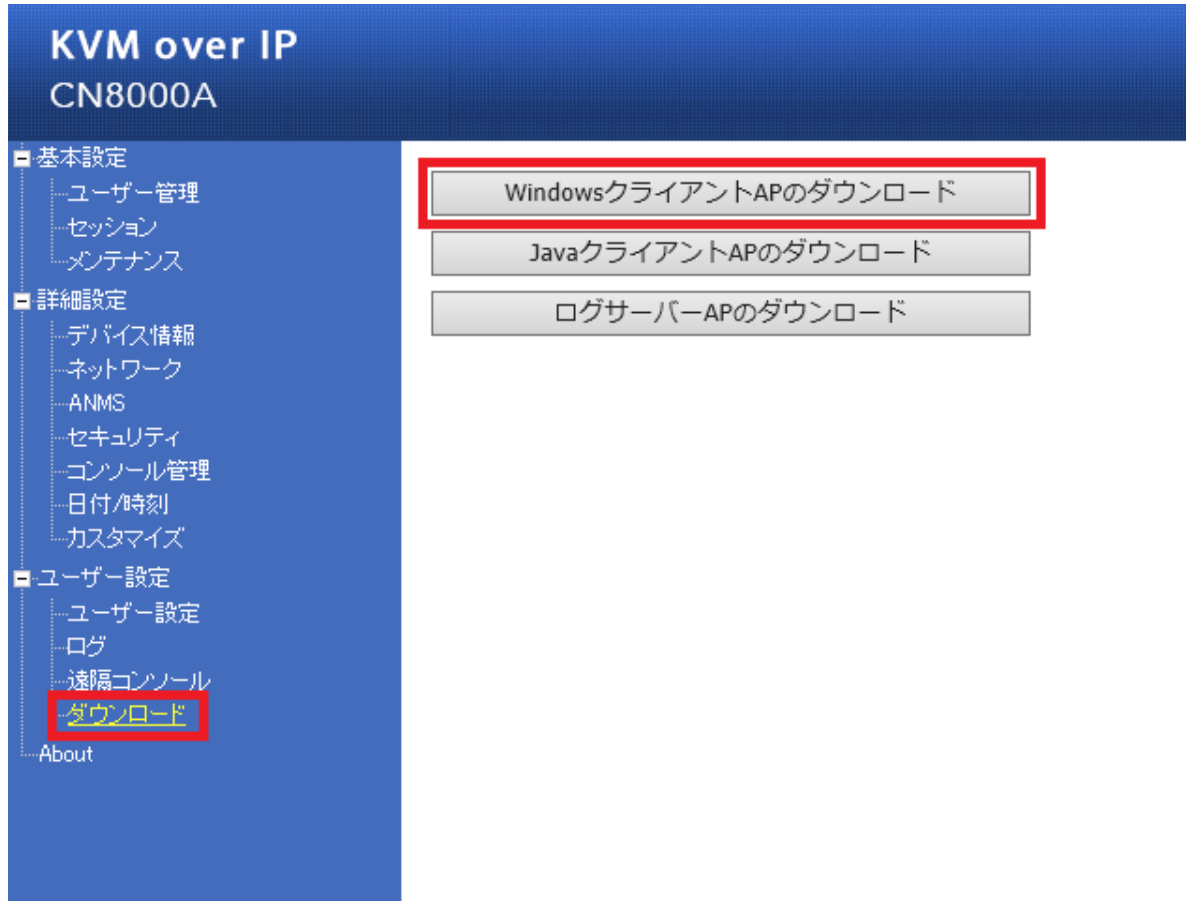 KVM over IP
CN8000A
基本設定
ユーザー管理
セッション
メンテナンス
詳細設定
デバイス情報
ネットワーク
ANMS
セキュリティ
コンソール管理
日付/時刻
カスタマイズ
ユーザー設定
ユーザー設定
ログ
遠隔コンソール
ダウンロード
About
WindowsクライアントAPのダウンロード
JavaクライアントAPのダウンロード
ログサーバーAPのダウンロード